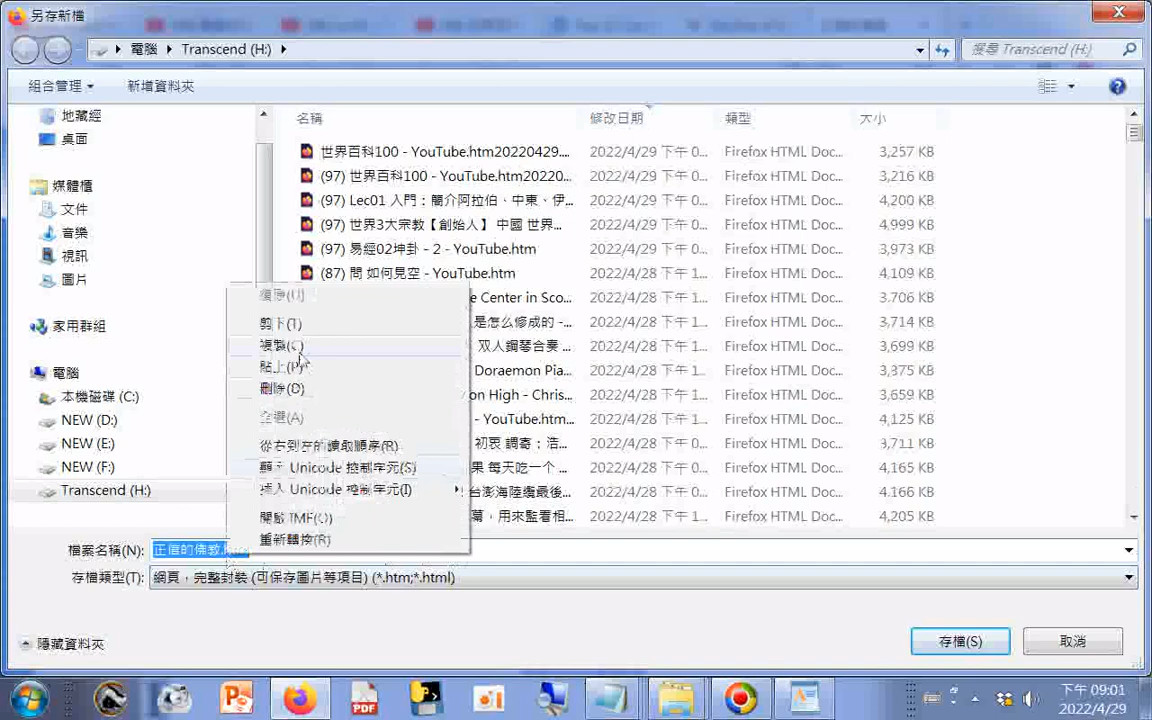 另存新檔
電腦 Transcend (H:)
搜尋 Transcend (H:)
組合管理 新增資料夾
地藏經
桌面
媒體櫃
文件
音樂
視訊
圖片
家用群組
電腦
本機磁碟 (C:)
NEW (D:)
NEW (E:)
NEW (F:)
Transcend (H:)
名稱 修改日期 類型 大小
世界百科100 - YouTube.htm20220429.... 2022/4/29 下午 0... Firefox HTML Doc... 3,257 KB
(97) 世界百科100 - YouTube.htm20220... 2022/4/29 下午 0... Firefox HTML Doc... 3,216 KB
(97) Lec01 入門：簡介阿拉伯、中東、伊... 2022/4/29 下午 0... Firefox HTML Doc... 4,200 KB
(97) 世界3大宗教【創始人】 中國 世界... 2022/4/29 下午 0... Firefox HTML Doc... 4,999 KB
(97) 易經02坤卦 - 2 - YouTube.htm 2022/4/29 下午 0... Firefox HTML Doc... 3,973 KB
(87) 問 如何見空 - YouTube.htm 2022/4/28 下午 1... Firefox HTML Doc... 4,109 KB
e Center in Sco... 2022/4/28 下午 1... Firefox HTML Doc... 3,706 KB
是怎么修成的 - ... 2022/4/28 下午 1... Firefox HTML Doc... 3,714 KB
双人鋼琴合奏 ... 2022/4/28 下午 1... Firefox HTML Doc... 3,699 KB
Doraemon Pia... 2022/4/28 下午 1... Firefox HTML Doc... 3,375 KB
on High - Chris... 2022/4/28 下午 1... Firefox HTML Doc... 3,659 KB
- YouTube.htm 2022/4/28 下午 1... Firefox HTML Doc... 4,125 KB
初衷 調寄：浩... 2022/4/28 下午 1... Firefox HTML Doc... 3,711 KB
果 每天吃一个 ... 2022/4/28 下午 1... Firefox HTML Doc... 4,165 KB
台澎海陸纜最後... 2022/4/28 下午 1... Firefox HTML Doc... 4,166 KB
幕，用來監看相... 2022/4/28 下午 1... Firefox HTML Doc... 4,205 KB
復原(U)
剪下(T)
複製(C)
貼上(P)
刪除(D)
全選(A)
從右到左的讀取順序(R)
顯示 Unicode 控制字元(S)
插入 Unicode 控制字元(I)
開啟 IME(O)
重新轉換(R)
檔案名稱(N): 正信的佛教
存檔類型(T): 網頁，完整封裝 (可保存圖片等項目) (*.htm;*.html)
隱藏資料夾 存檔(S) 取消
下午 09:01
2022/4/29